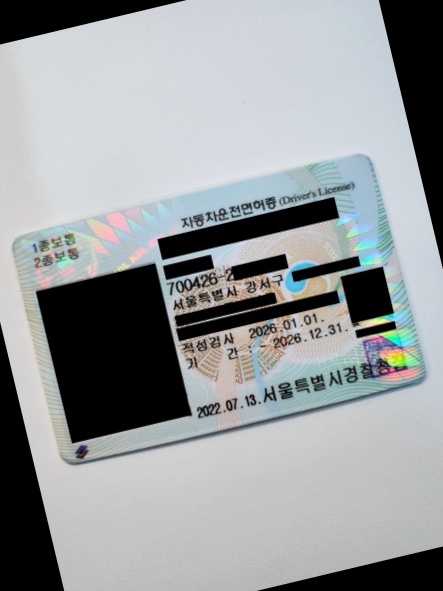 자동차운전면허증 (Driver's License)
1종보통
2종보통
700426-2
서울특별시 강서구
적성검사 2026.01.01.
기 간 : ~ 2026.12.31.
2022.07.13. 서울특별시경찰청장